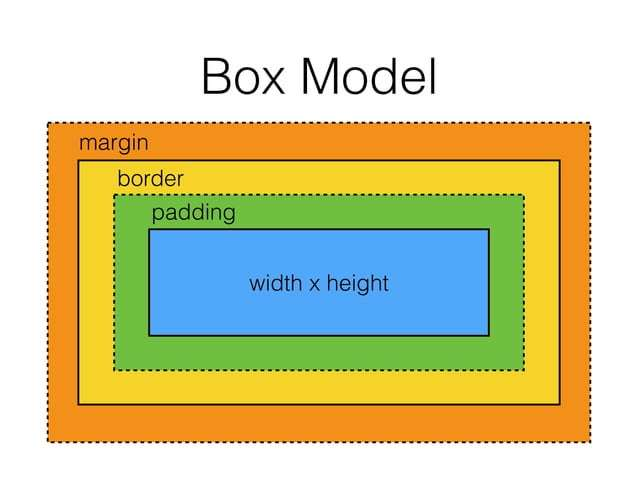 Box Model
margin
border
padding
width x height